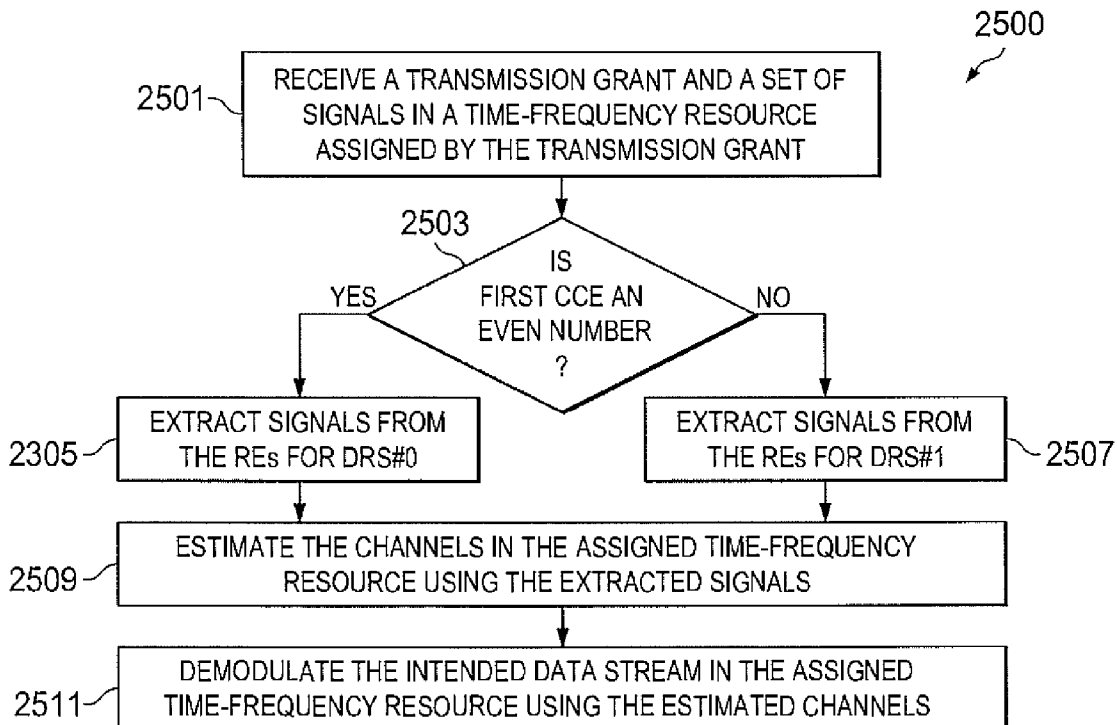 2500
2501
RECEIVE A TRANSMISSION GRANT AND A SET OF
SIGNALS IN A TIME-FREQUENCY RESOURCE
ASSIGNED BY THE TRANSMISSION GRANT
2503
IS
FIRST CCE AN
EVEN NUMBER
?
YES
NO
2305
EXTRACT SIGNALS FROM
THE REs FOR DRS#0
EXTRACT SIGNALS FROM
THE REs FOR DRS#1
2507
2509
ESTIMATE THE CHANNELS IN THE ASSIGNED TIME-FREQUENCY
RESOURCE USING THE EXTRACTED SIGNALS
2511
DEMODULATE THE INTENDED DATA STREAM IN THE ASSIGNED
TIME-FREQUENCY RESOURCE USING THE ESTIMATED CHANNELS